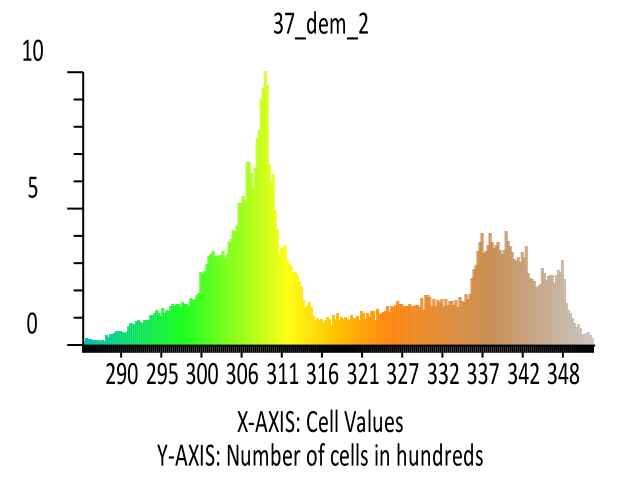 37_dem_2
10
5
0
290 295 300 306 311 316 321 327 332 337 342 348
X-AXIS: Cell Values
Y-AXIS: Number of cells in hundreds